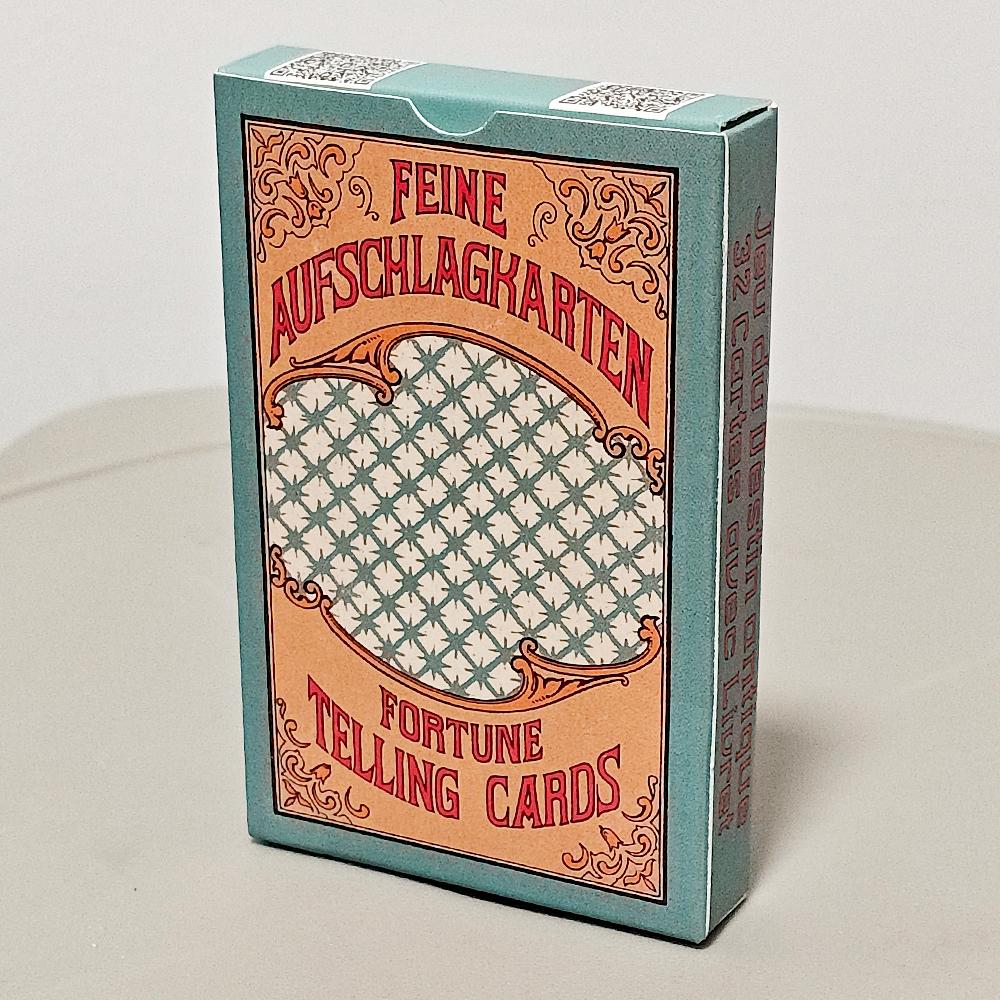 FEINE
AUFSCHLAGKARTEN
FORTUNE
TELLING CARDS
Jeu du Destin antique
32 Cartes avec Livret